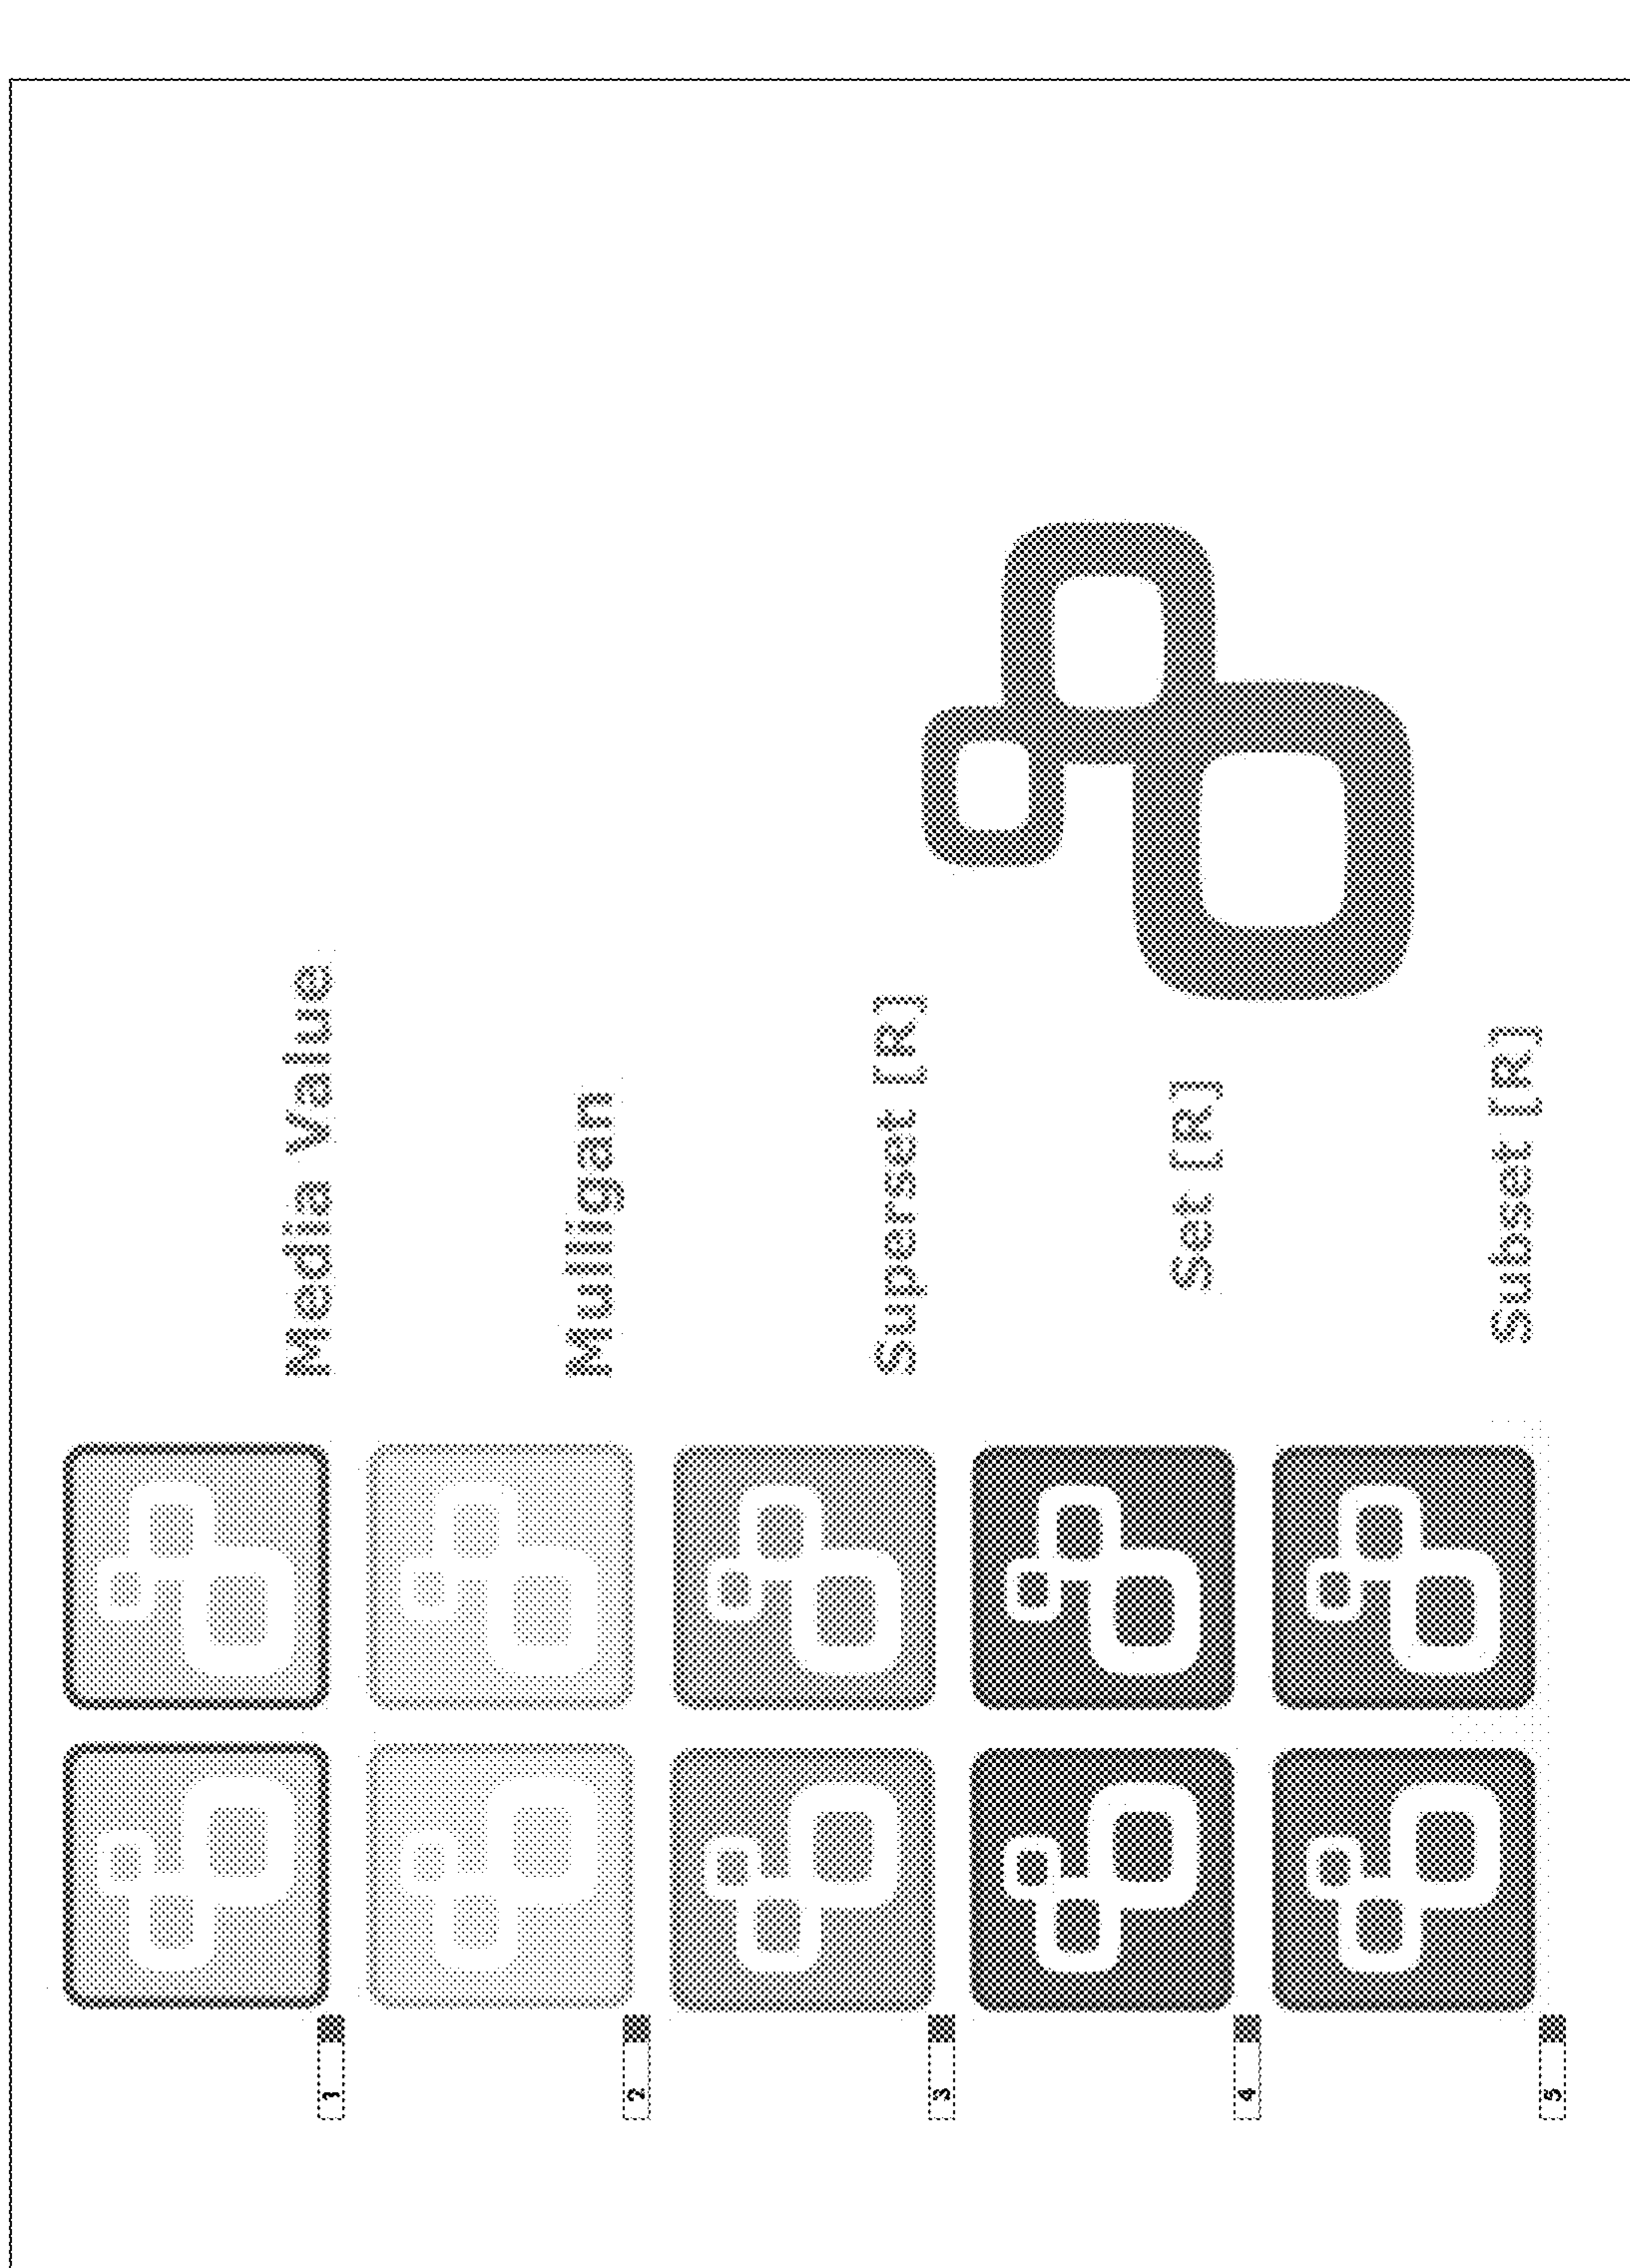 1 Media Value
2 Mulligan
3 Superset [R]
4 Set [R]
5 Subset [R]